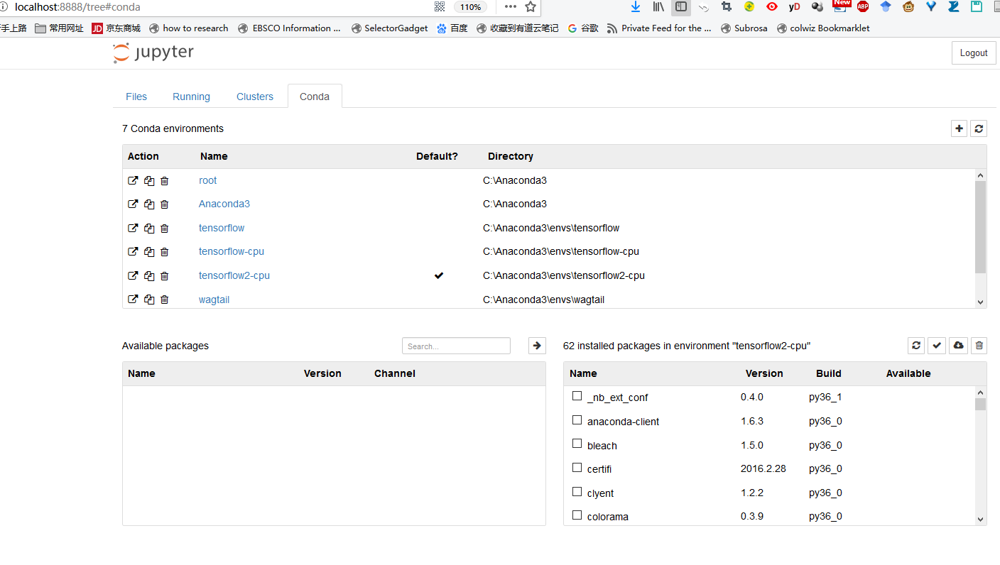 localhost:8888/tree#conda 110%
New yD ABP
手上路 常用网址 JD 京东商城 how to research EBSCO Information ... SelectorGadget 百度 收藏到有道云笔记 G 谷歌 Private Feed for the ... Subrosa colwiz Bookmarklet
jupyter Logout
Files Running Clusters Conda
7 Conda environments
Action Name Default? Directory
root C:\Anaconda3
Anaconda3 C:\Anaconda3
tensorflow C:\Anaconda3\envs\tensorflow
tensorflow-cpu C:\Anaconda3\envs\tensorflow-cpu
tensorflow2-cpu C:\Anaconda3\envs\tensorflow2-cpu
wagtail C:\Anaconda3\envs\wagtail
Available packages Search...
Name Version Channel
62 installed packages in environment "tensorflow2-cpu"
Name Version Build Available
_nb_ext_conf 0.4.0 py36_1
anaconda-client 1.6.3 py36_0
bleach 1.5.0 py36_0
certifi 2016.2.28 py36_0
clyent 1.2.2 py36_0
colorama 0.3.9 py36_0